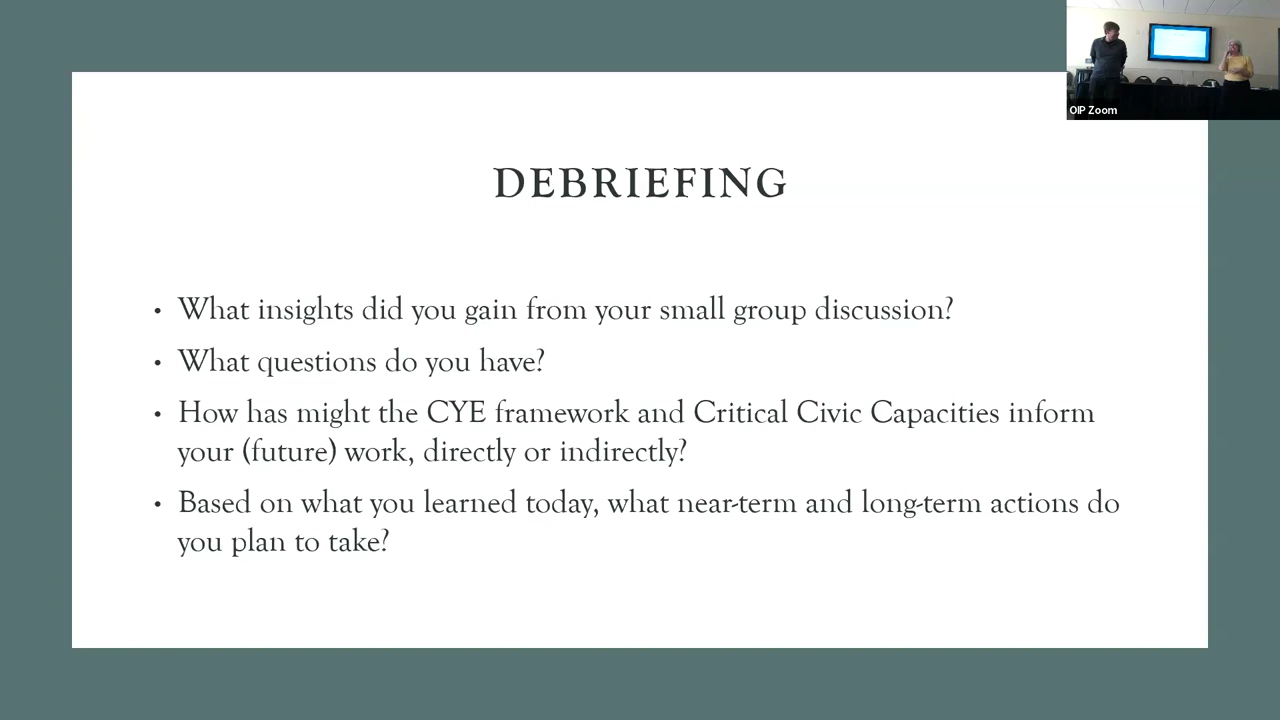 OIP Zoom
DEBRIEFING
• What insights did you gain from your small group discussion?
• What questions do you have?
• How has might the CYE framework and Critical Civic Capacities inform
your (future) work, directly or indirectly?
• Based on what you learned today, what near-term and long-term actions do
you plan to take?